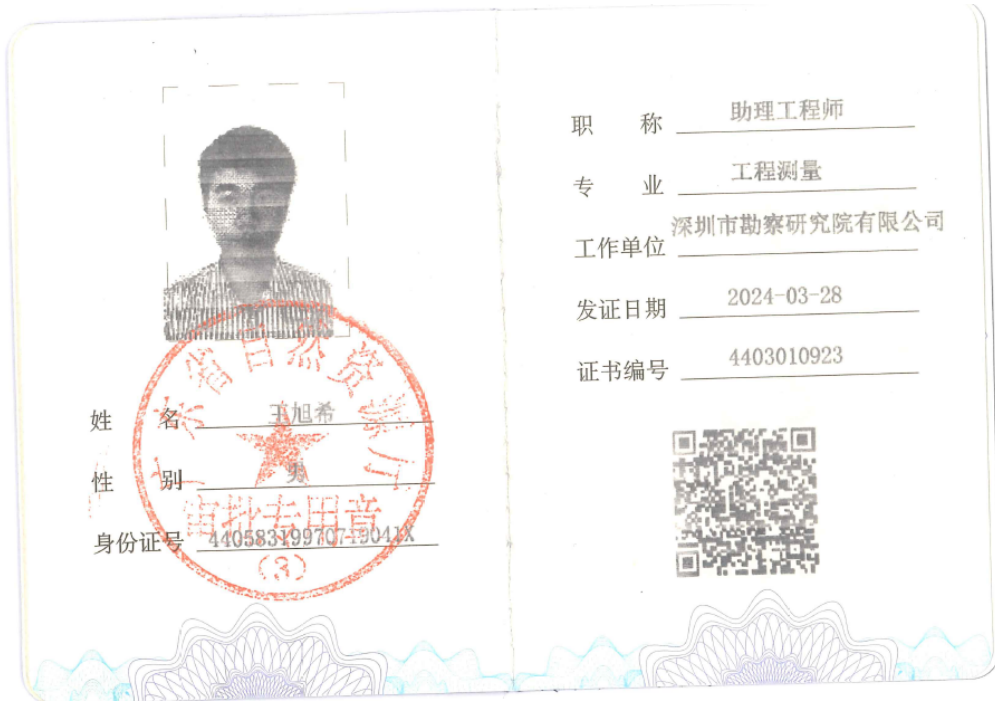 姓 名 王旭希
性 别 男
身份证号 44058319970719041X
广东省自然资源厅
审批专用章
(3)
职 称 助理工程师
专 业 工程测量
工作单位 深圳市勘察研究院有限公司
发证日期 2024-03-28
证书编号 4403010923